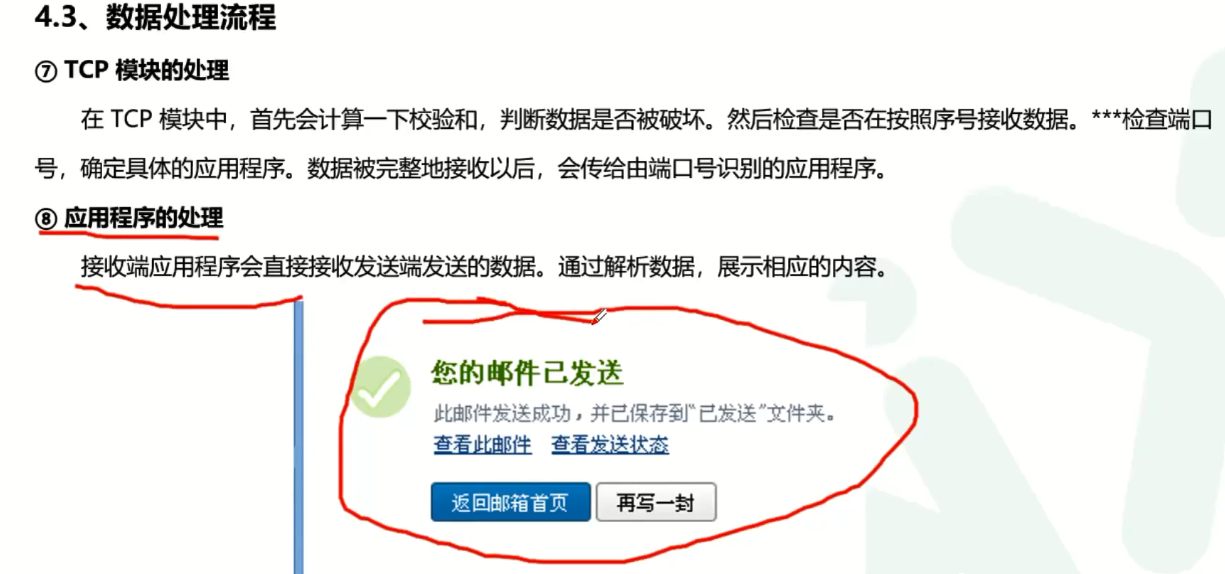 4.3、数据处理流程
⑦ TCP 模块的处理
在 TCP 模块中，首先会计算一下校验和，判断数据是否被破坏。然后检查是否在按照序号接收数据。***检查端口
号，确定具体的应用程序。数据被完整地接收以后，会传给由端口号识别的应用程序。
⑧ 应用程序的处理
接收端应用程序会直接接收发送端发送的数据。通过解析数据，展示相应的内容。
您的邮件已发送
此邮件发送成功，并已保存到“已发送”文件夹。
查看此邮件 查看发送状态
返回邮箱首页 再写一封